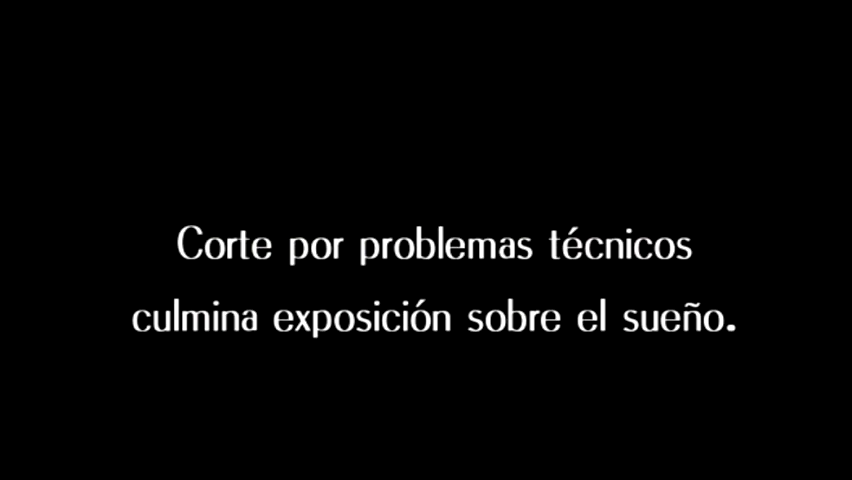 Corte por problemas técnicos
culmina exposición sobre el sueño.